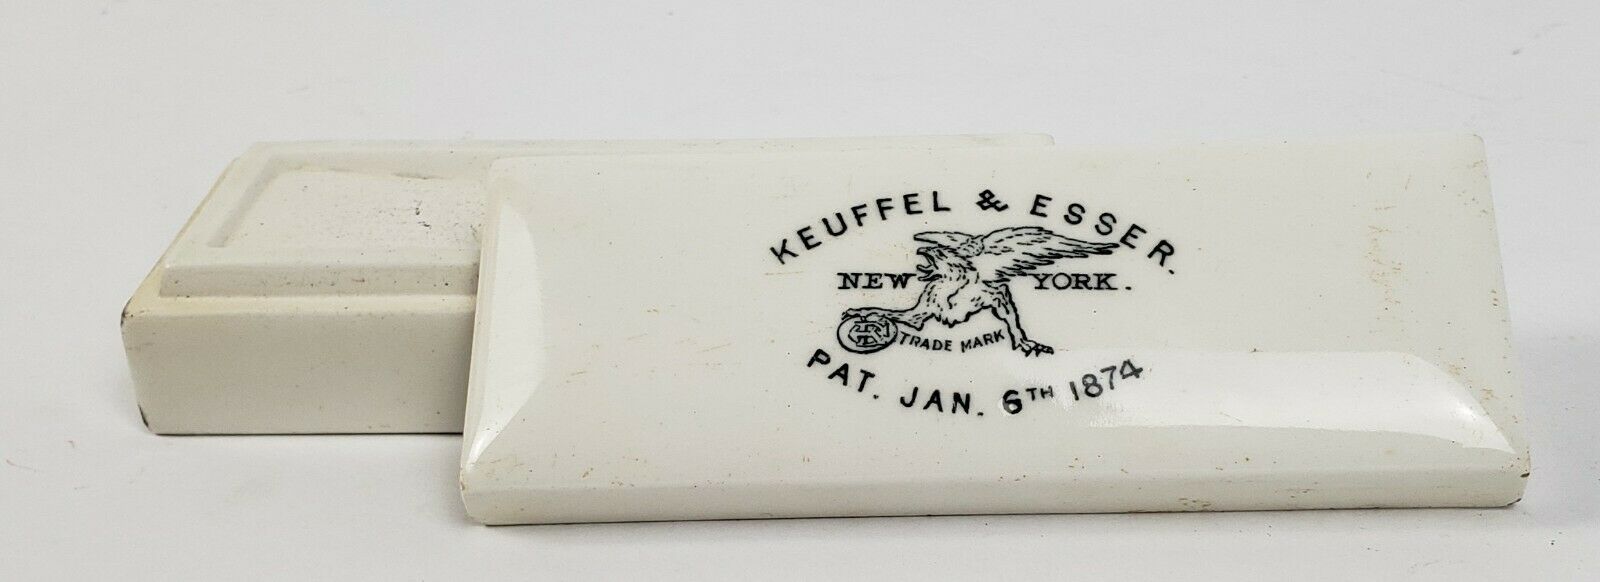 KEUFFEL & ESSER.
NEW YORK.
TRADE MARK
PAT. JAN. 6TH 1874